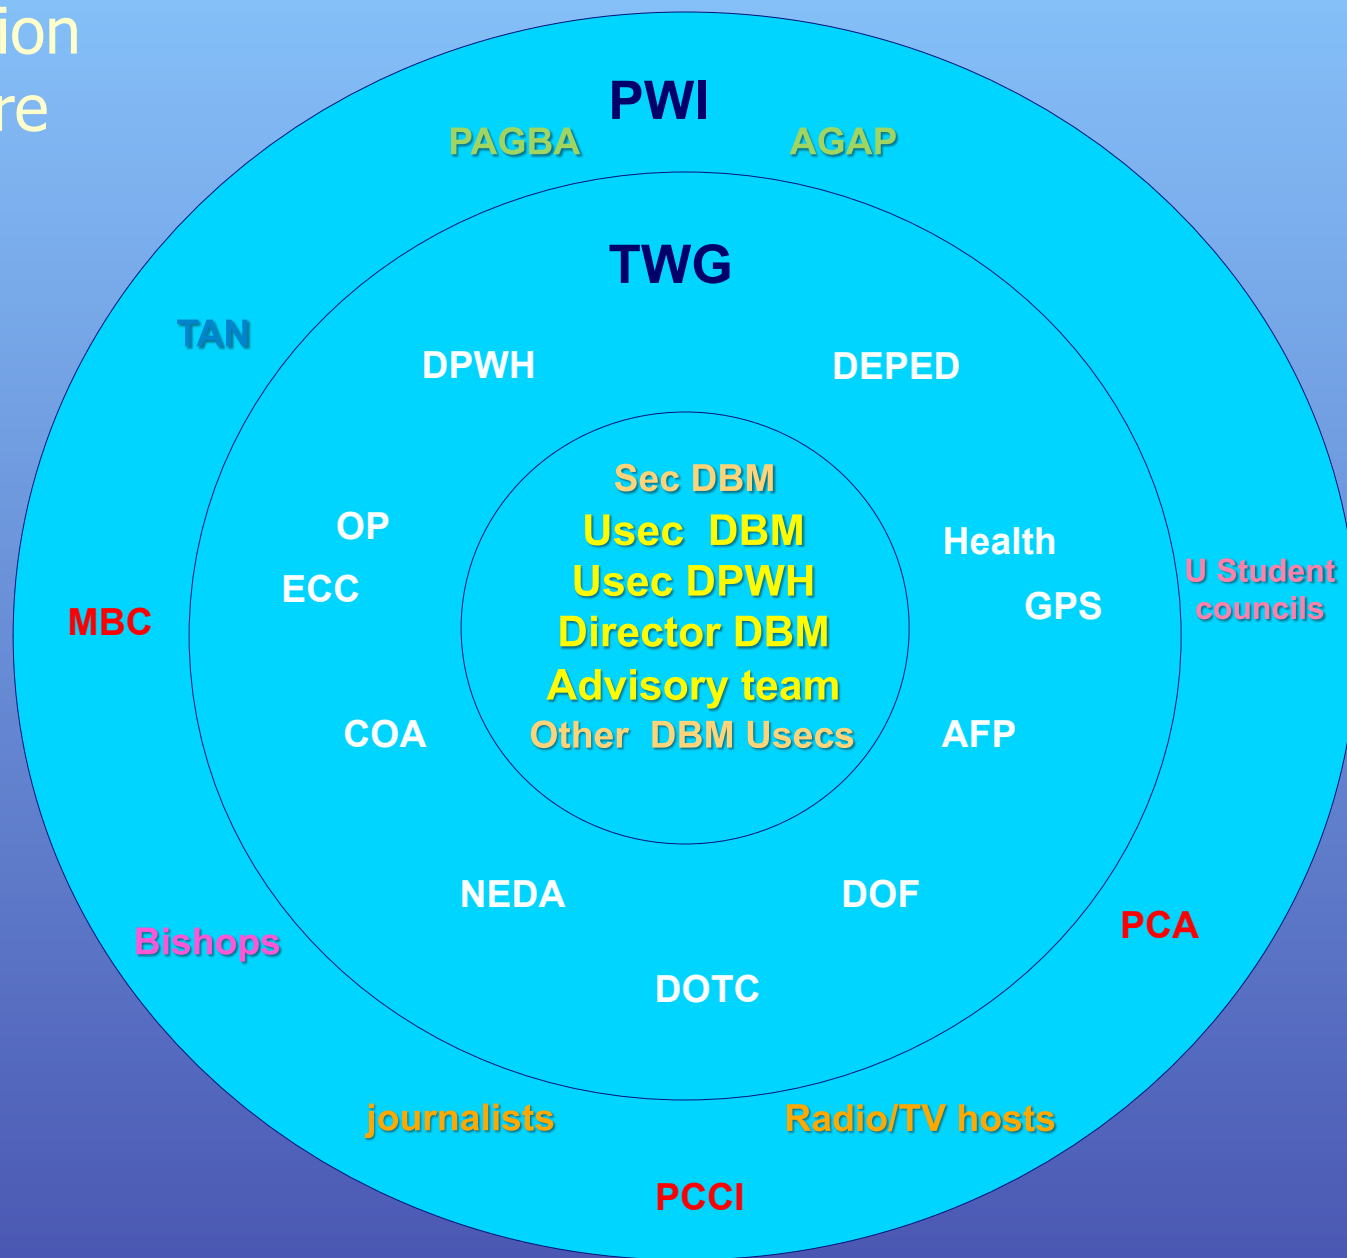 ion
re
PWI
PAGBA AGAP
TWG
TAN
DPWH DEPED
Sec DBM
Usec DBM
Usec DPWH
Director DBM
Advisory team
Other DBM Usecs
OP
ECC
Health
GPS
U Student
councils
MBC
COA
AFP
NEDA
DOF
PCA
Bishops
DOTC
journalists
Radio/TV hosts
PCCI